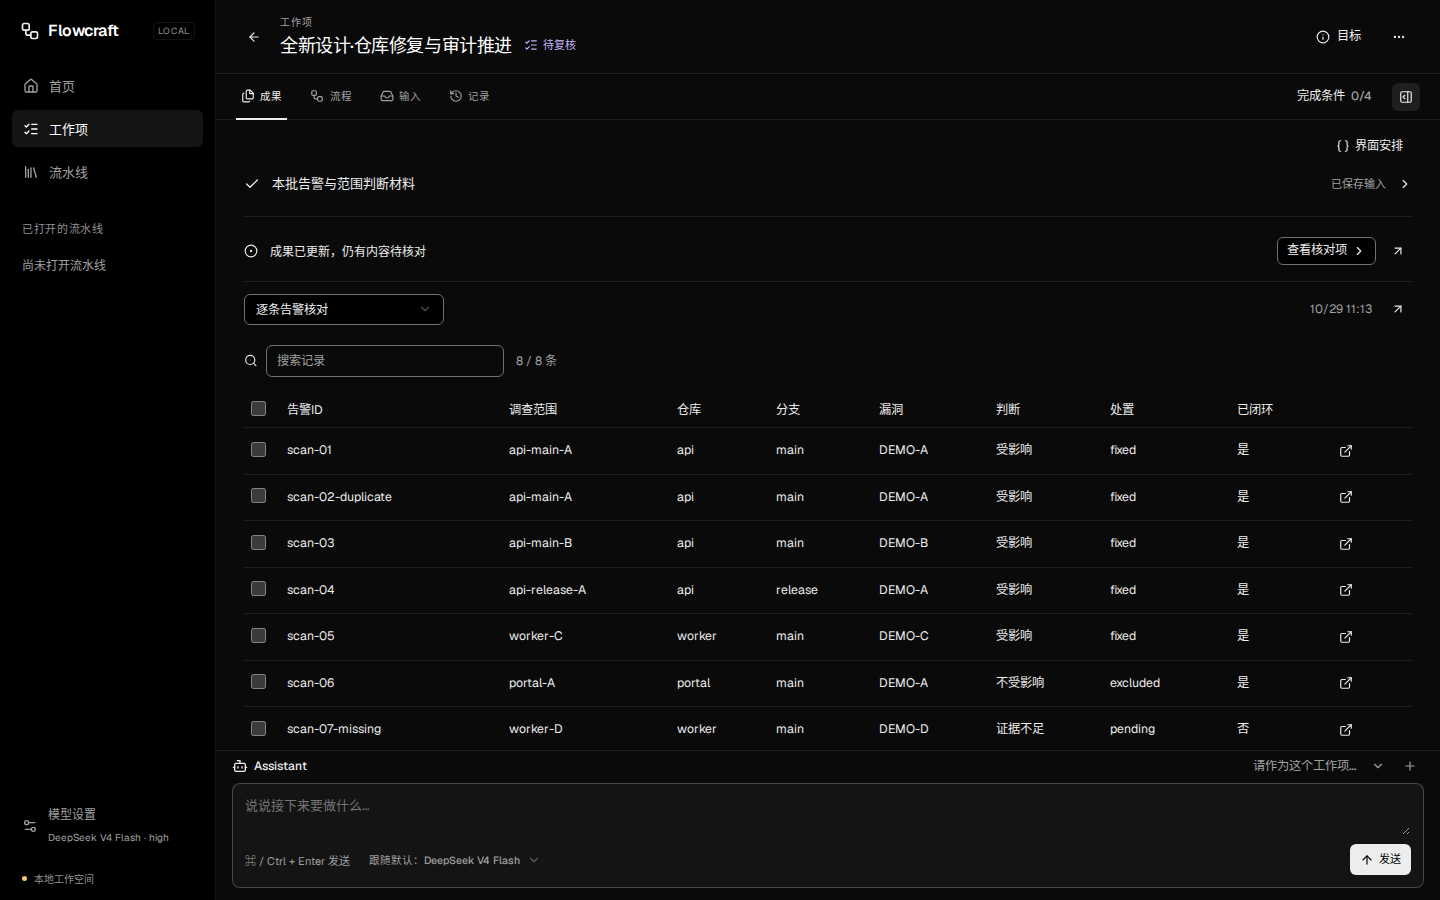 Flowcraft
LOCAL
首页
工作项
流水线
已打开的流水线
尚未打开流水线
模型设置
DeepSeek V4 Flash · high
本地工作空间
工作项
全新设计·仓库修复与审计推进
待复核
目标
成果
流程
输入
记录
完成条件 0/4
{ } 界面安排
本批告警与范围判断材料
已保存输入
成果已更新，仍有内容待核对
查看核对项
逐条告警核对
10/29 11:13
搜索记录
8 / 8 条
告警ID 调查范围 仓库 分支 漏洞 判断 处置 已闭环
scan-01 api-main-A api main DEMO-A 受影响 fixed 是
scan-02-duplicate api-main-A api main DEMO-A 受影响 fixed 是
scan-03 api-main-B api main DEMO-B 受影响 fixed 是
scan-04 api-release-A api release DEMO-A 受影响 fixed 是
scan-05 worker-C worker main DEMO-C 受影响 fixed 是
scan-06 portal-A portal main DEMO-A 不受影响 excluded 是
scan-07-missing worker-D worker main DEMO-D 证据不足 pending 否
Assistant
请作为这个工作项...
说说接下来要做什么...
⌘ / Ctrl + Enter 发送
跟随默认：DeepSeek V4 Flash
发送